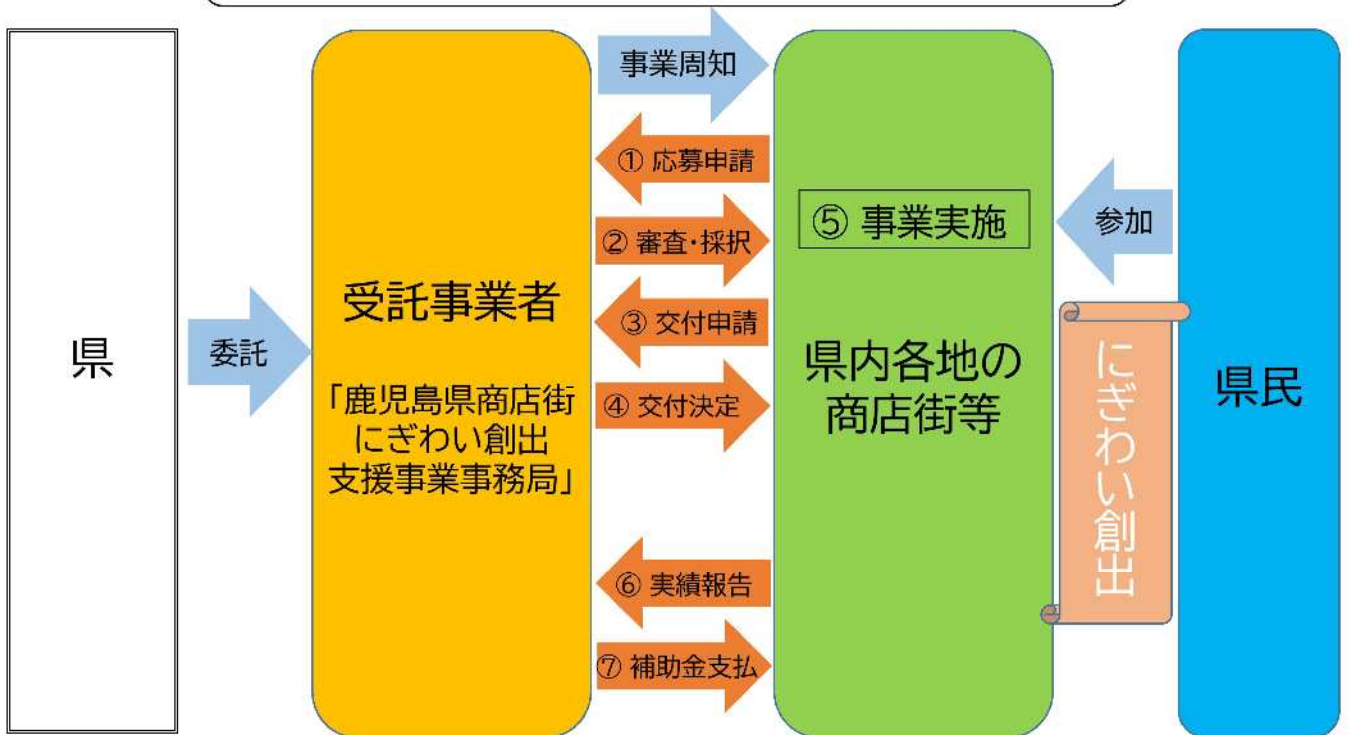 県
委託
受託事業者
「鹿児島県商店街
にぎわい創出
支援事業事務局」
事業周知
① 応募申請
② 審査・採択
③ 交付申請
④ 交付決定
⑥ 実績報告
⑦ 補助金支払
⑤ 事業実施
県内各地の
商店街等
参加
にぎわい創出
県民